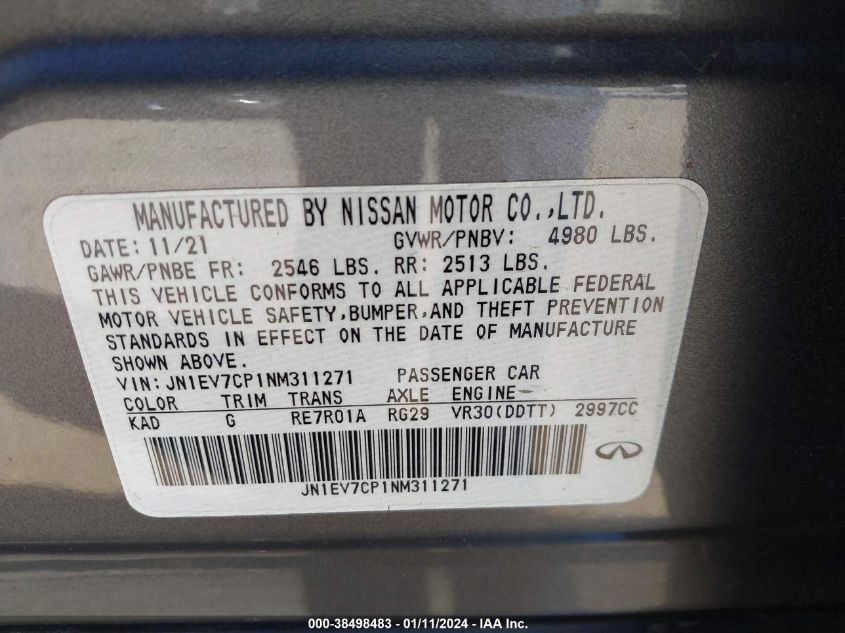 MANUFACTURED BY NISSAN MOTOR CO.,LTD.
DATE: 11/21 GVWR/PNBV: 4980 LBS.
GAWR/PNBE FR: 2546 LBS. RR: 2513 LBS.
THIS VEHICLE CONFORMS TO ALL APPLICABLE FEDERAL
MOTOR VEHICLE SAFETY,BUMPER,AND THEFT PREVENTION
STANDARDS IN EFFECT ON THE DATE OF MANUFACTURE
SHOWN ABOVE.
VIN: JN1EV7CP1NM311271 PASSENGER CAR
COLOR TRIM TRANS AXLE ENGINE
KAD G RE7R01A RG29 VR30(DDTT) 2997CC
JN1EV7CP1NM311271
000-38498483 - 01/11/2024 - IAA Inc.